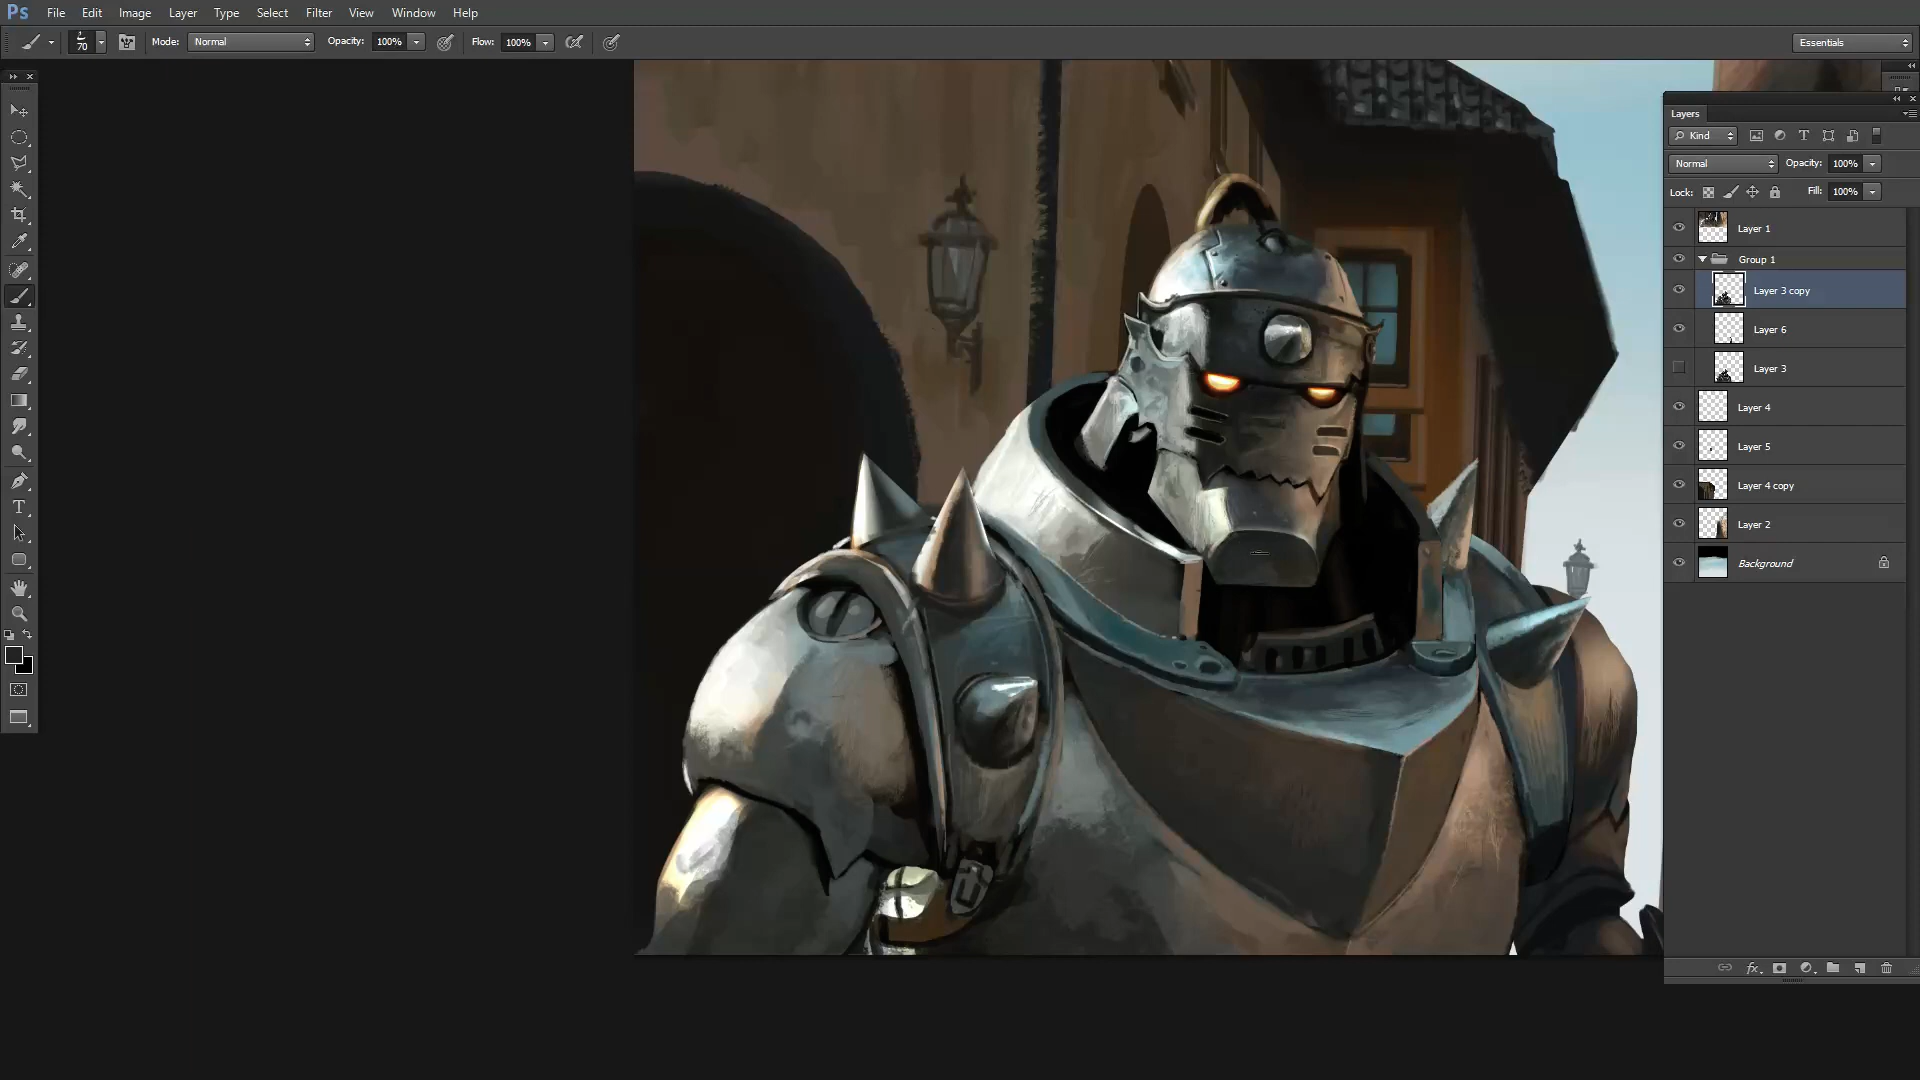 Ps File Edit Image Layer Type Select Filter View Window Help
70 Mode: Normal Opacity: 100% Flow: 100% Essentials
Layers
Kind
Normal Opacity: 100%
Lock: Fill: 100%
Layer 1
Group 1
Layer 3 copy
Layer 6
Layer 3
Layer 4
Layer 5
Layer 4 copy
Layer 2
Background
fx